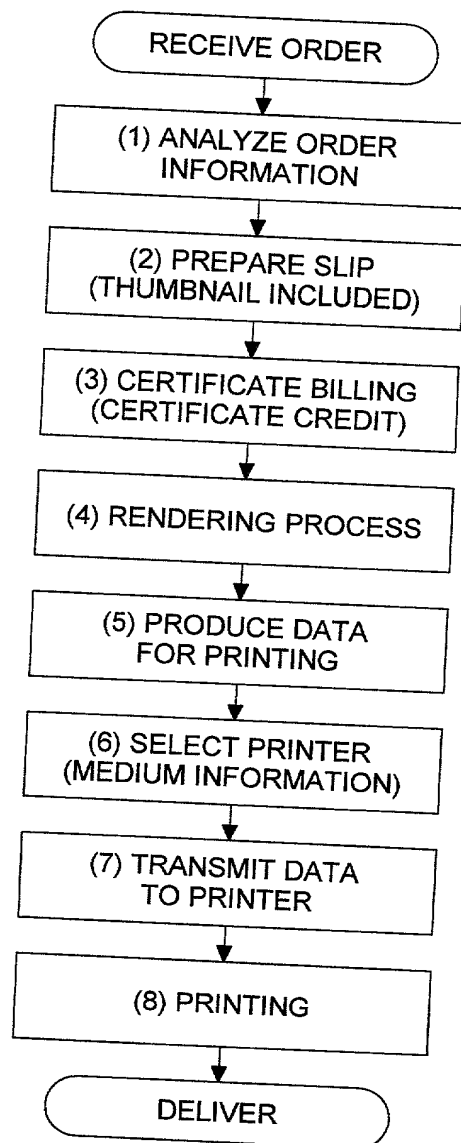 RECEIVE ORDER
(1) ANALYZE ORDER
INFORMATION
(2) PREPARE SLIP
(THUMBNAIL INCLUDED)
(3) CERTIFICATE BILLING
(CERTIFICATE CREDIT)
(4) RENDERING PROCESS
(5) PRODUCE DATA
FOR PRINTING
(6) SELECT PRINTER
(MEDIUM INFORMATION)
(7) TRANSMIT DATA
TO PRINTER
(8) PRINTING
DELIVER